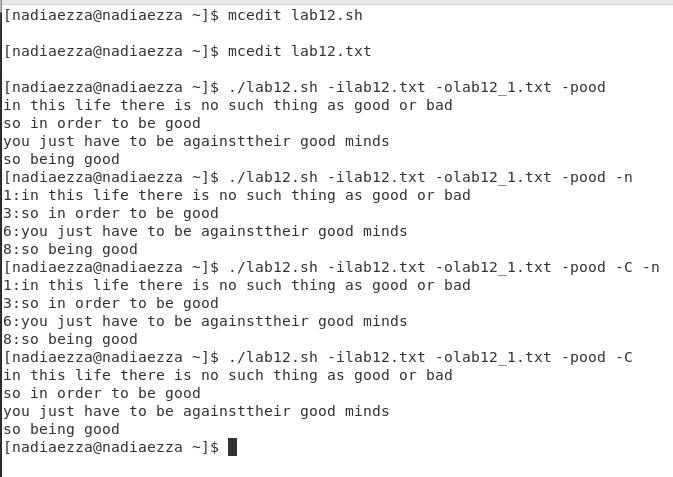 [nadiaezza@nadiaezza ~]$ mcedit lab12.sh
[nadiaezza@nadiaezza ~]$ mcedit lab12.txt
[nadiaezza@nadiaezza ~]$ ./lab12.sh -ilab12.txt -olab12_1.txt -pood
in this life there is no such thing as good or bad
so in order to be good
you just have to be againsttheir good minds
so being good
[nadiaezza@nadiaezza ~]$ ./lab12.sh -ilab12.txt -olab12_1.txt -pood -n
1:in this life there is no such thing as good or bad
3:so in order to be good
6:you just have to be againsttheir good minds
8:so being good
[nadiaezza@nadiaezza ~]$ ./lab12.sh -ilab12.txt -olab12_1.txt -pood -C -n
1:in this life there is no such thing as good or bad
3:so in order to be good
6:you just have to be againsttheir good minds
8:so being good
[nadiaezza@nadiaezza ~]$ ./lab12.sh -ilab12.txt -olab12_1.txt -pood -C
in this life there is no such thing as good or bad
so in order to be good
you just have to be againsttheir good minds
so being good
[nadiaezza@nadiaezza ~]$